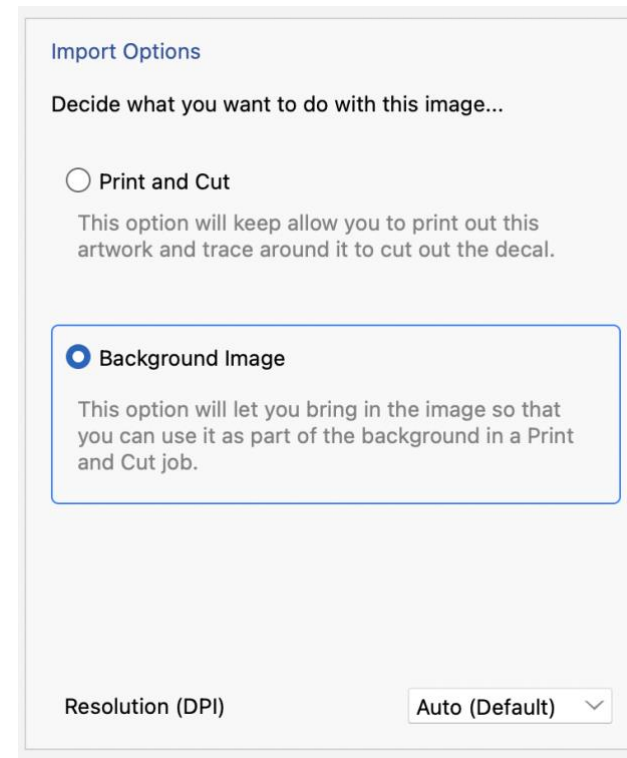 Import Options
Decide what you want to do with this image...
Print and Cut
This option will keep allow you to print out this
artwork and trace around it to cut out the decal.
Background Image
This option will let you bring in the image so that
you can use it as part of the background in a Print
and Cut job.
Resolution (DPI) Auto (Default)